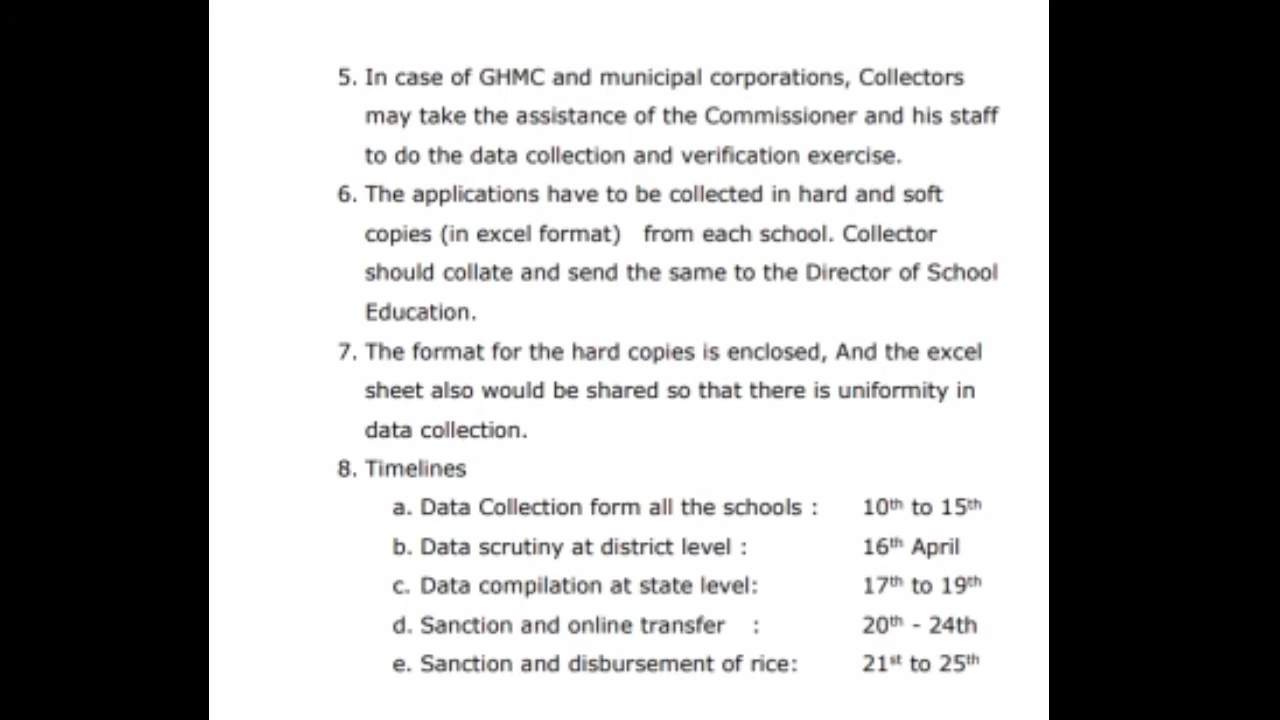 5. In case of GHMC and municipal corporations, Collectors
may take the assistance of the Commissioner and his staff
to do the data collection and verification exercise.
6. The applications have to be collected in hard and soft
copies (in excel format) from each school. Collector
should collate and send the same to the Director of School
Education.
7. The format for the hard copies is enclosed, And the excel
sheet also would be shared so that there is uniformity in
data collection.
8. Timelines
a. Data Collection form all the schools : 10th to 15th
b. Data scrutiny at district level : 16th April
c. Data compilation at state level: 17th to 19th
d. Sanction and online transfer : 20th - 24th
e. Sanction and disbursement of rice: 21st to 25th